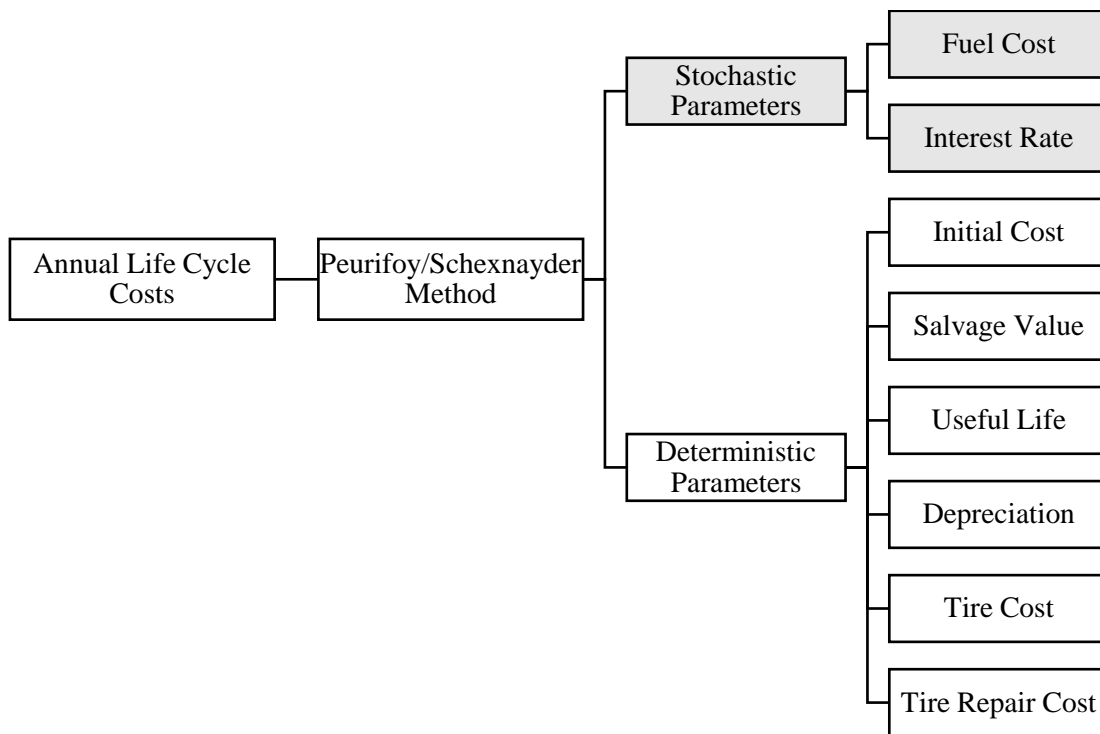 Annual Life Cycle
Costs
Peurifoy/Schexnayder
Method
Stochastic
Parameters
Fuel Cost
Interest Rate
Deterministic
Parameters
Initial Cost
Salvage Value
Useful Life
Depreciation
Tire Cost
Tire Repair Cost